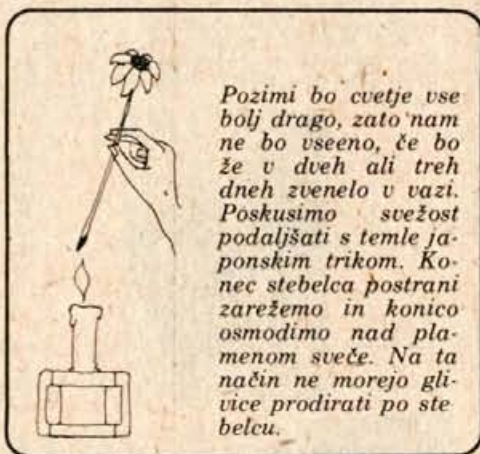 Pozimi bo cvetje vse
bolj drago, zato nam
ne bo vseeno, če bo
že v dveh ali treh
dneh zvenelo v vazi.
Poskusimo svežost
podaljšati s temle ja-
ponskim trikom. Ko-
nec stebelca postrani
zarežemo in konico
osmodimo nad pla-
menom sveče. Na ta
način ne morejo gli-
vice prodirati po ste
belcu.